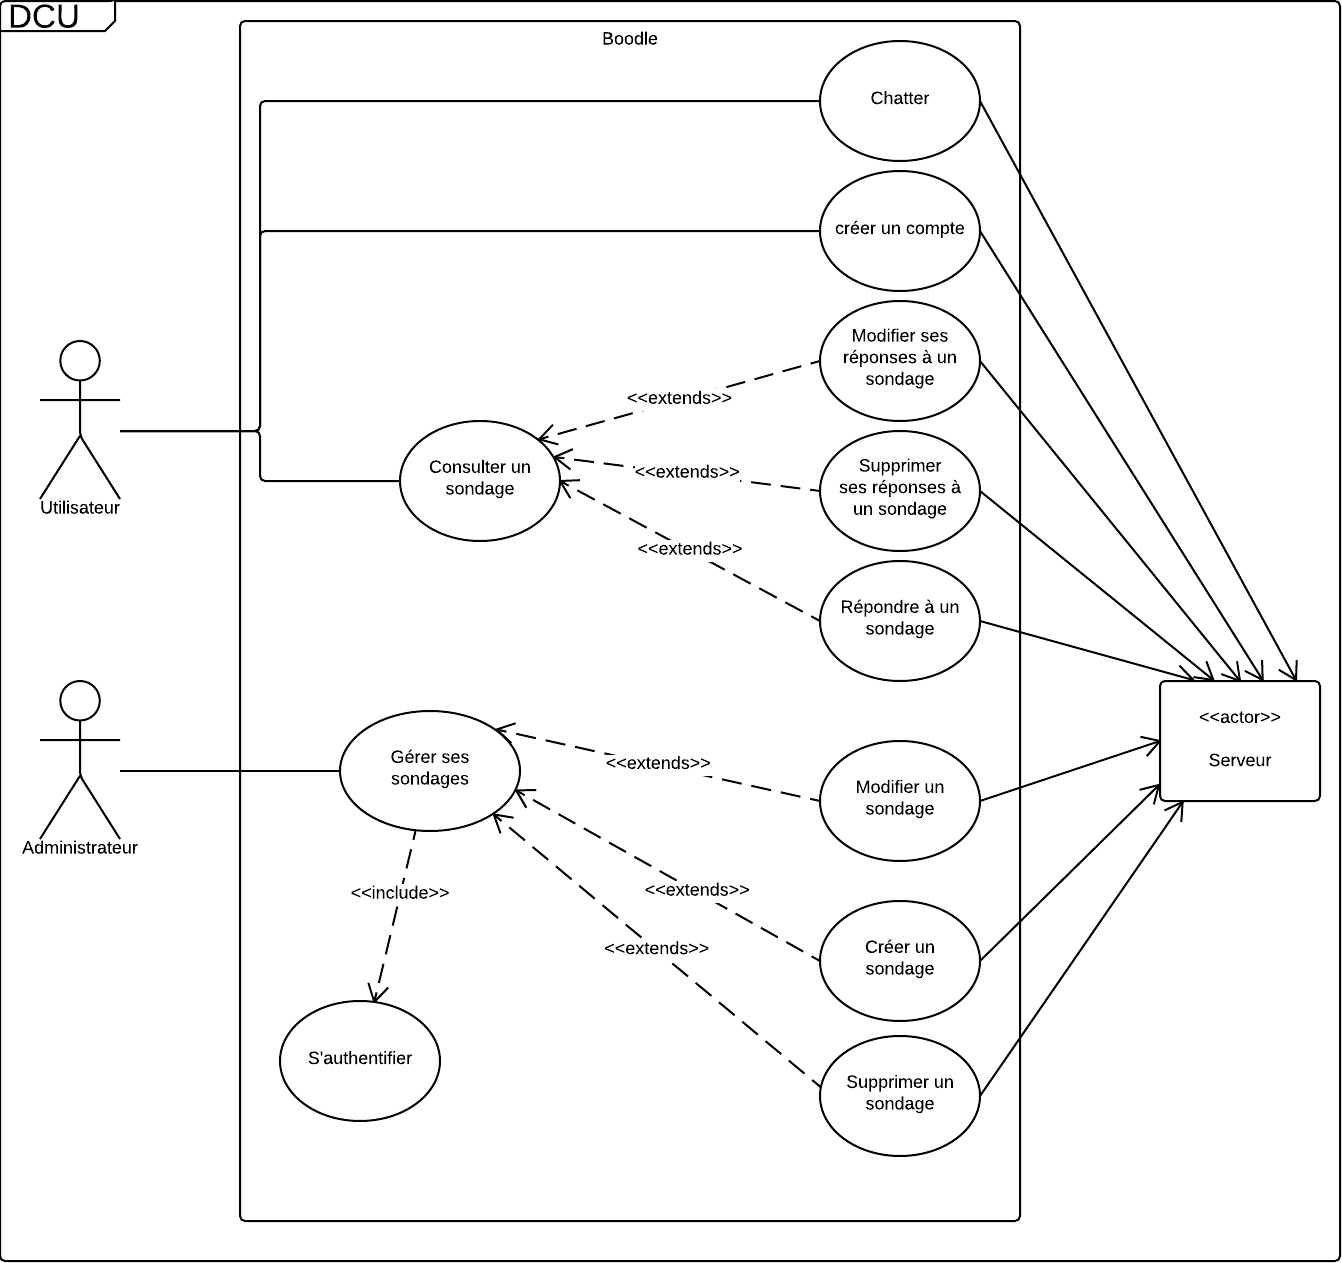 DCU
Boodle
Chatter
créer un compte
Modifier ses
réponses à un
sondage
<<extends>>
Consulter un
sondage
Supprimer
ses réponses à
un sondage
<<extends>>
Utilisateur
<<extends>>
Répondre à un
sondage
<<actor>>
Serveur
Gérer ses
sondages
<<extends>>
Modifier un
sondage
Administrateur
<<include>>
<<extends>>
<<extends>>
Créer un
sondage
S'authentifier
Supprimer un
sondage